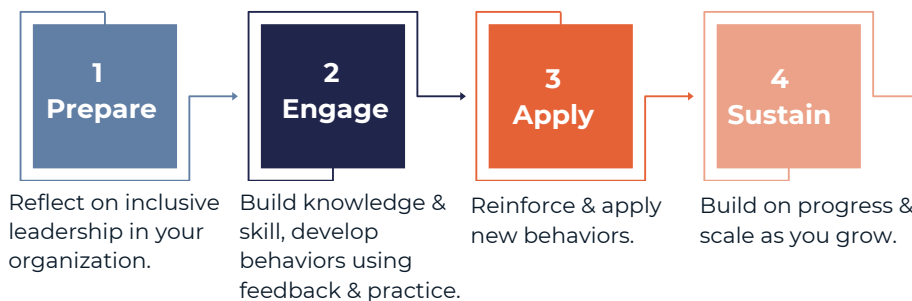 1
Prepare
Reflect on inclusive
leadership in your
organization.
2
Engage
Build knowledge &
skill, develop
behaviors using
feedback & practice.
3
Apply
Reinforce & apply
new behaviors.
4
Sustain
Build on progress &
scale as you grow.